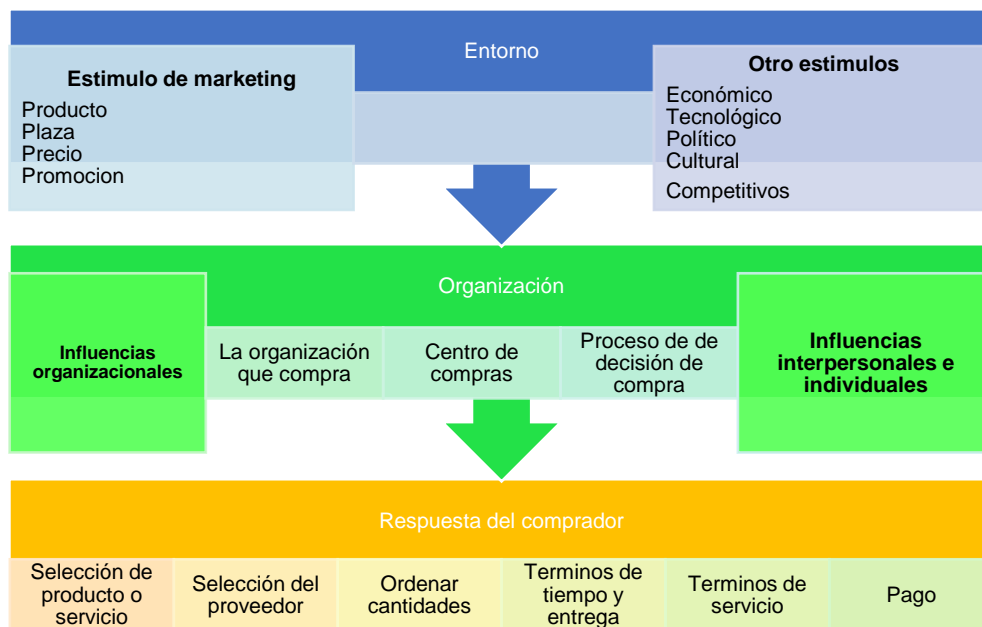 Entorno
Estimulo de marketing
Producto
Plaza
Precio
Promocion
Otro estimulos
Económico
Tecnológico
Político
Cultural
Competitivos
Organización
Influencias
organizacionales
La organización
que compra
Centro de
compras
Proceso de de
decisión de
compra
Influencias
interpersonales e
individuales
Respuesta del comprador
Selección de
producto o
servicio
Selección del
proveedor
Ordenar
cantidades
Terminos de
tiempo y
entrega
Terminos de
servicio
Pago